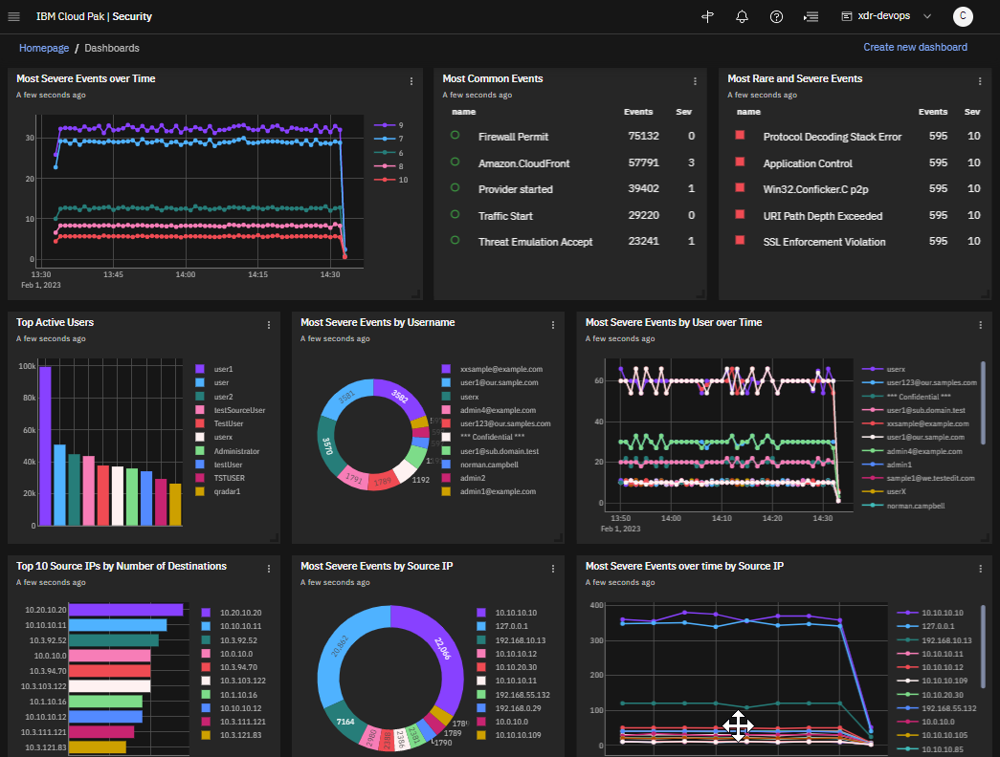 IBM Cloud Pak | Security
xdr-devops
C
Homepage / Dashboards
Create new dashboard
Most Severe Events over Time
A few seconds ago
30
20
10
0
13:30
13:45
14:00
14:15
14:30
Feb 1, 2023
9
7
6
8
10
Most Common Events
A few seconds ago
name Events Sev
Firewall Permit 75132 0
Amazon.CloudFront 57791 3
Provider started 39402 1
Traffic Start 29220 0
Threat Emulation Accept 23241 1
Most Rare and Severe Events
A few seconds ago
name Events Sev
Protocol Decoding Stack Error 595 10
Application Control 595 10
Win32.Conficker.C p2p 595 10
URI Path Depth Exceeded 595 10
SSL Enforcement Violation 595 10
Top Active Users
A few seconds ago
100k
80k
60k
40k
20k
0
user1
user
user2
testSourceUser
TestUser
userx
Administrator
testUser
TSTUSER
qradar1
Most Severe Events by Username
A few seconds ago
3581
3582
3570
1791
1789
1192
xxsample@example.com
user1@our.sample.com
userx
admin4@example.com
user123@our.samples.com
*** Confidential ***
user1@sub.domain.test
norman.campbell
admin2
admin1@example.com
Most Severe Events by User over Time
A few seconds ago
60
40
20
0
13:50
14:00
14:10
14:20
14:30
Feb 1, 2023
userx
user123@our.samples.com
*** Confidential ***
user1@sub.domain.test
xxsample@example.com
user1@our.sample.com
admin4@example.com
admin1
sample1@we.testedit.com
userX
norman.campbell
Top 10 Source IPs by Number of Destinations
A few seconds ago
10.20.10.20
10.10.10.11
10.3.92.52
10.0.10.0
10.3.94.70
10.3.103.122
10.1.10.16
10.10.10.12
10.3.111.121
10.3.121.83
10.20.10.20
10.10.10.11
10.3.92.52
10.0.10.0
10.3.94.70
10.3.103.122
10.1.10.16
10.10.10.12
10.3.111.121
10.3.121.83
Most Severe Events by Source IP
A few seconds ago
20,862
22,066
7164
2980
2386
2381
1789
1790
10.10.10.10
127.0.0.1
192.168.10.13
10.10.10.12
10.10.20.30
10.10.10.11
192.168.55.132
192.168.0.29
10.10.10.0
10.10.10.109
Most Severe Events over time by Source IP
A few seconds ago
400
300
200
100
0
10.10.10.10
127.0.0.1
192.168.10.13
10.10.10.11
10.10.10.12
10.10.10.109
10.10.20.30
192.168.55.132
10.10.10.0
10.10.10.105
10.10.10.85